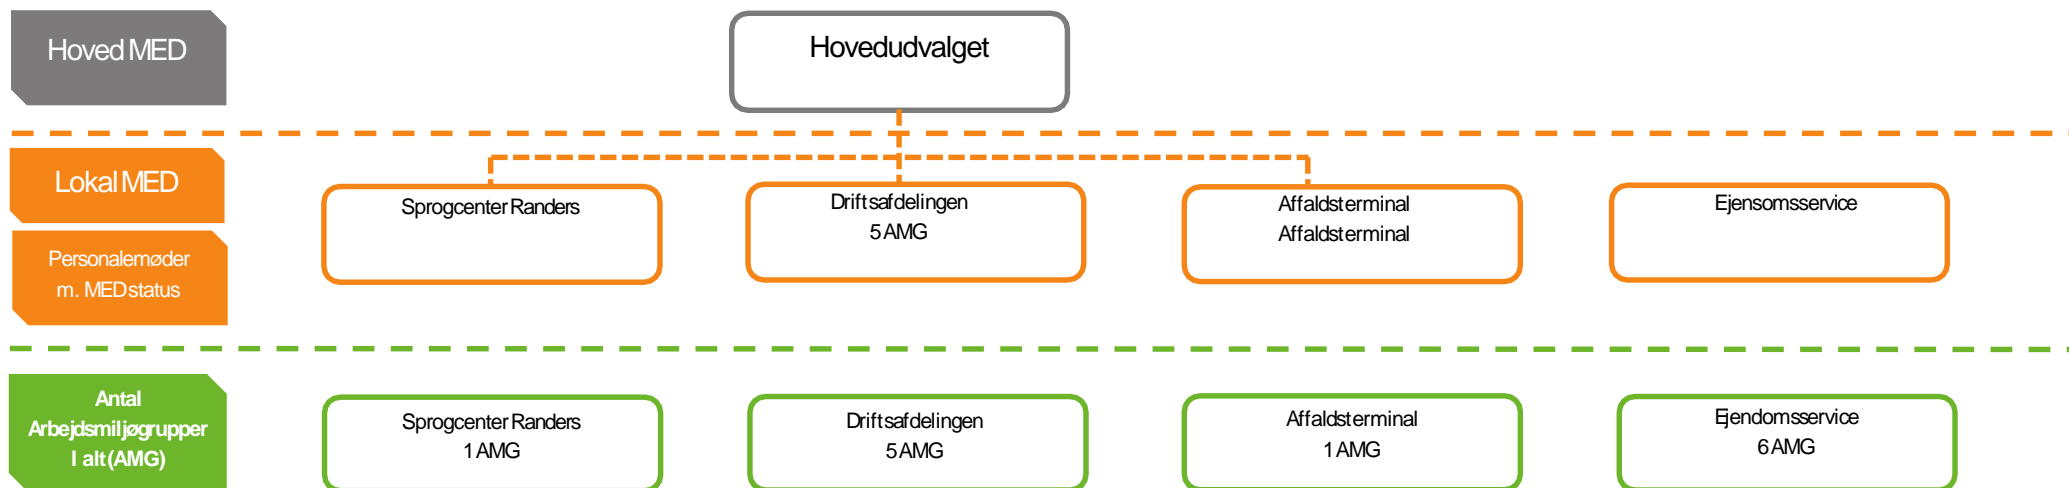 Hoved MED
Hovedudvalget
Lokal MED
Sprogcenter Randers
Driftsafdelingen
5 AMG
Affaldsterminal
Affaldsterminal
Ejensomsservice
Personalemøder
m. MED status
Antal
Arbejdsmiljøgrupper
I alt (AMG)
Sprogcenter Randers
1 AMG
Driftsafdelingen
5 AMG
Affaldsterminal
1 AMG
Ejendomsservice
6 AMG